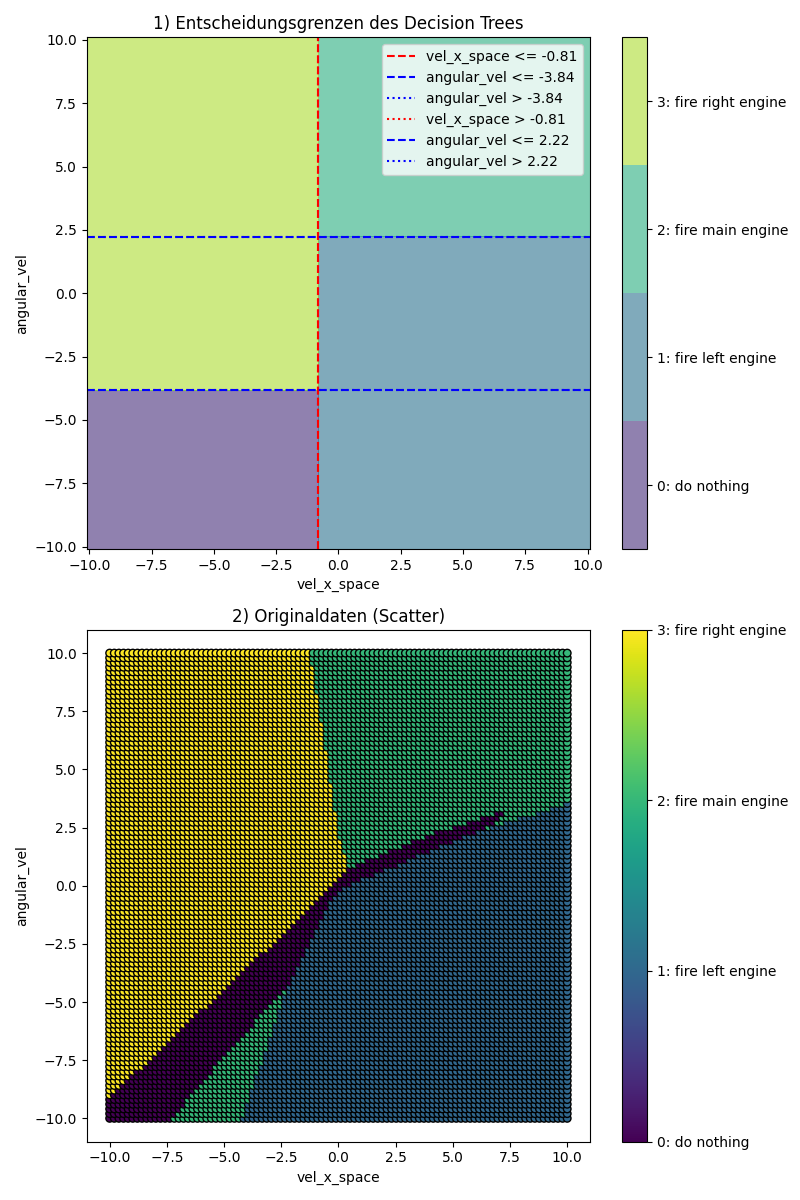 1) Entscheidungsgrenzen des Decision Trees
10.0
7.5
5.0
2.5
0.0
−2.5
−5.0
−7.5
−10.0
angular_vel
vel_x_space <= -0.81
angular_vel <= -3.84
angular_vel > -3.84
vel_x_space > -0.81
angular_vel <= 2.22
angular_vel > 2.22
−10.0 −7.5 −5.0 −2.5 0.0 2.5 5.0 7.5 10.0
vel_x_space
3: fire right engine
2: fire main engine
1: fire left engine
0: do nothing
2) Originaldaten (Scatter)
10.0
7.5
5.0
2.5
0.0
−2.5
−5.0
−7.5
−10.0
angular_vel
−10.0 −7.5 −5.0 −2.5 0.0 2.5 5.0 7.5 10.0
vel_x_space
3: fire right engine
2: fire main engine
1: fire left engine
0: do nothing